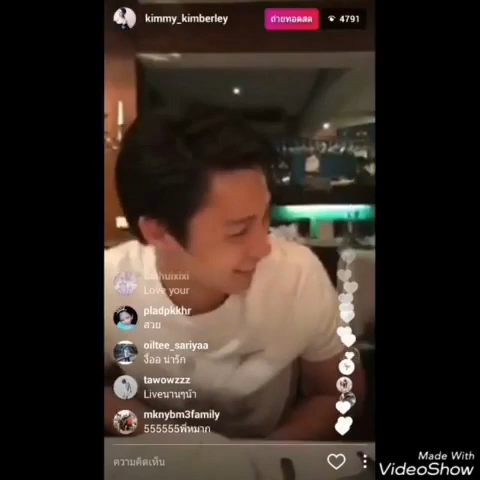 kimmy_kimberley
ถ่ายทอดสด
4791
Love your
pladpkkhr
สวย
oiltee_sariyaa
งื้ออ น่ารัก
tawowzzz
Liveนานๆน้า
mknybm3family
555555พี่หมาก
ความคิดเห็น
Made With
VideoShow